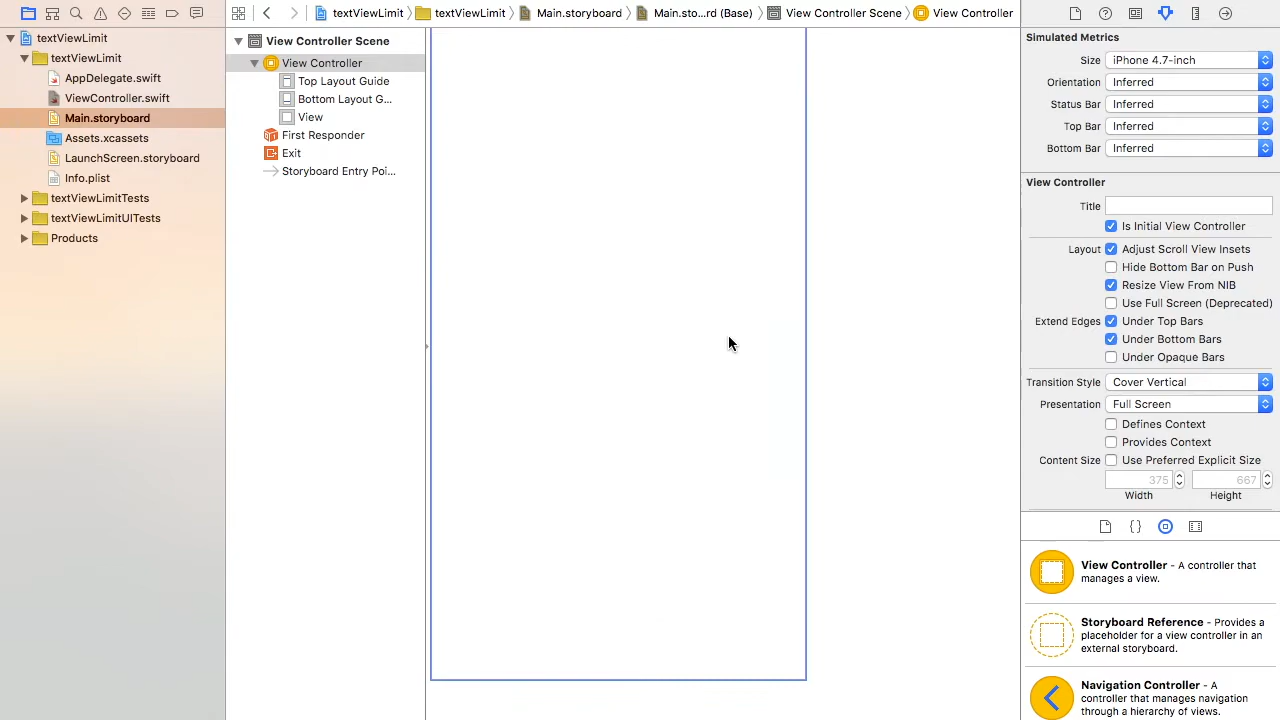 textViewLimit
textViewLimit
Main.storyboard
Main.sto...rd (Base)
View Controller Scene
View Controller
textViewLimit
textViewLimit
AppDelegate.swift
ViewController.swift
Main.storyboard
Assets.xcassets
LaunchScreen.storyboard
Info.plist
textViewLimitTests
textViewLimitUITests
Products
View Controller Scene
View Controller
Top Layout Guide
Bottom Layout G...
View
First Responder
Exit
Storyboard Entry Poi...
Simulated Metrics
Size iPhone 4.7-inch
Orientation Inferred
Status Bar Inferred
Top Bar Inferred
Bottom Bar Inferred
View Controller
Title
Is Initial View Controller
Layout Adjust Scroll View Insets
Hide Bottom Bar on Push
Resize View From NIB
Use Full Screen (Deprecated)
Extend Edges Under Top Bars
Under Bottom Bars
Under Opaque Bars
Transition Style Cover Vertical
Presentation Full Screen
Defines Context
Provides Context
Content Size Use Preferred Explicit Size
375 667
Width Height
View Controller - A controller that
manages a view.
Storyboard Reference - Provides a
placeholder for a view controller in an
external storyboard.
Navigation Controller - A
controller that manages navigation
through a hierarchy of views.